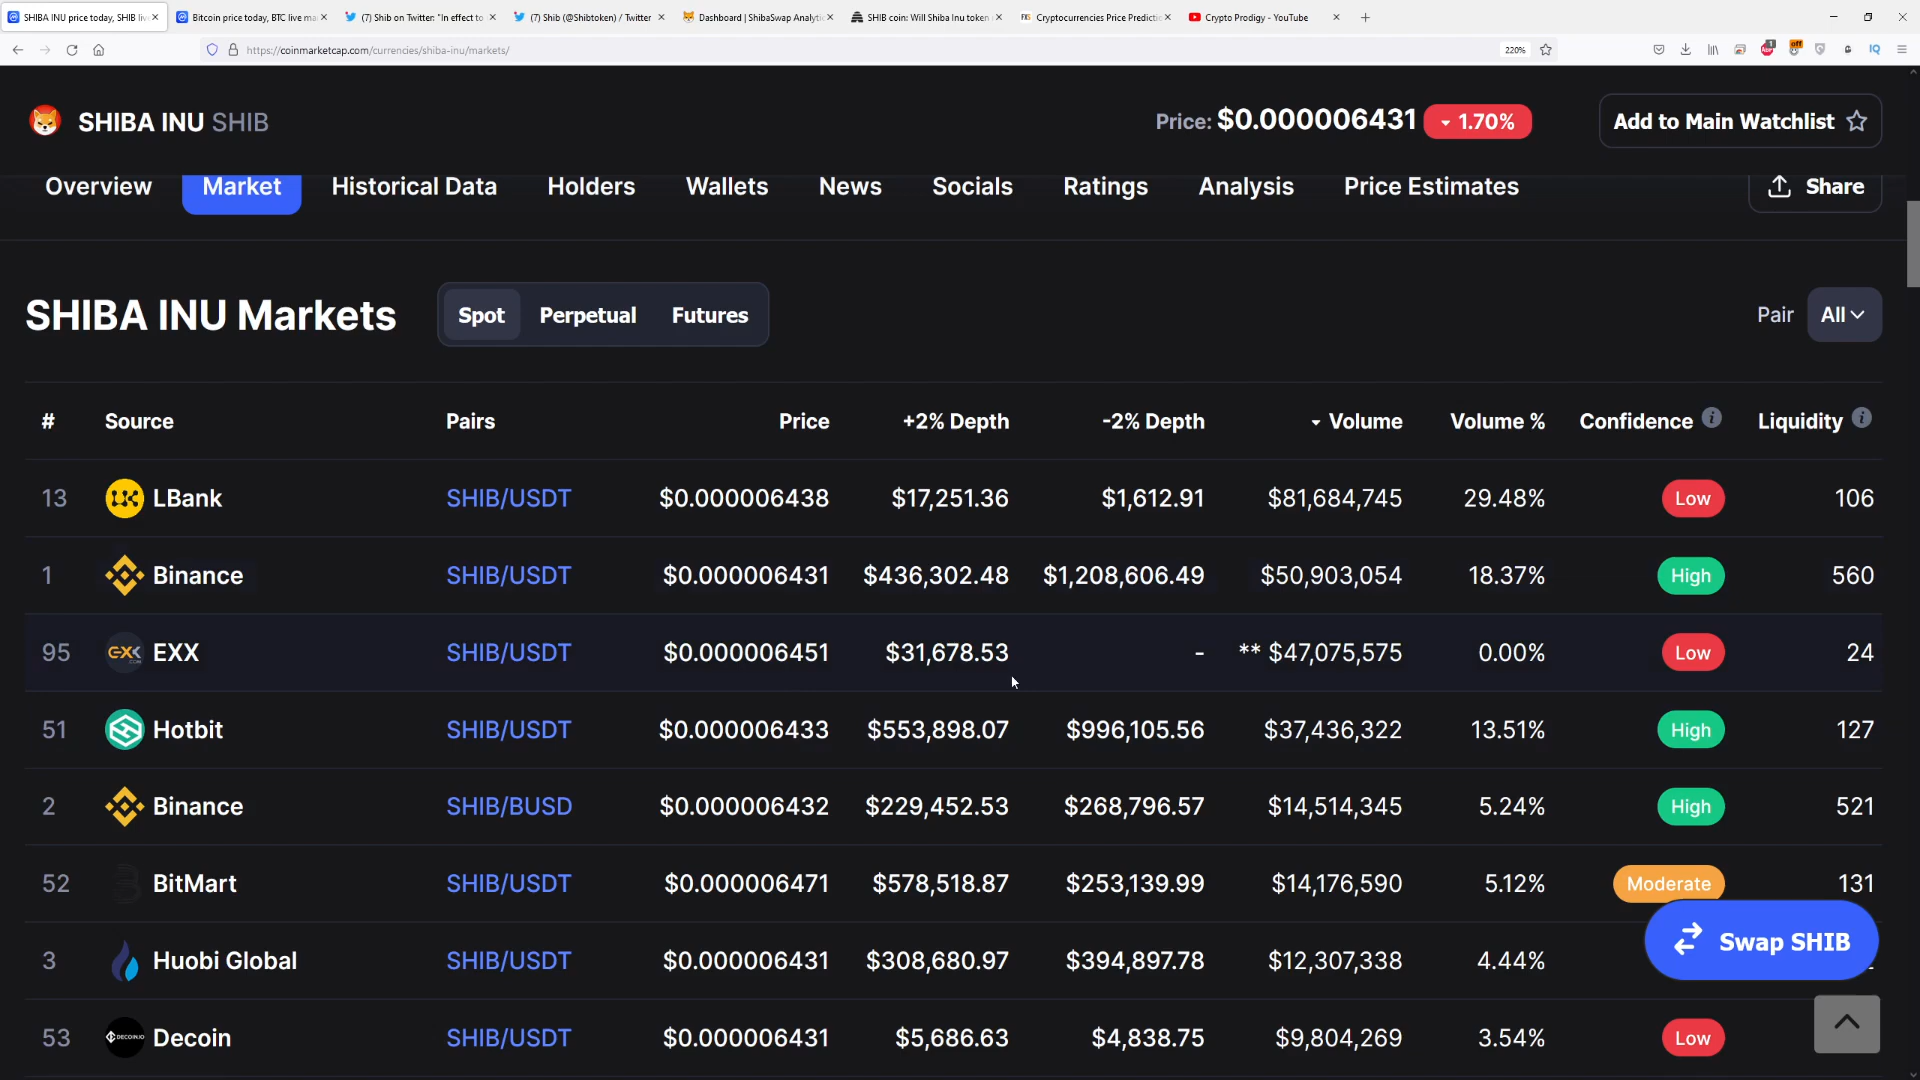 SHIBA INU price today, SHIB live
Bitcoin price today, BTC live ma
(7) Shib on Twitter: "In effect to
(7) Shib (@Shibtoken) / Twitter
Dashboard | ShibaSwap Analytic
SHIB coin: Will Shiba Inu token
FXS Cryptocurrencies Price Predictic
Crypto Prodigy - YouTube
https://coinmarketcap.com/currencies/shiba-inu/markets/
220%
SHIBA INU SHIB
Price: $0.000006431 1.70%
Add to Main Watchlist
Overview Market Historical Data Holders Wallets News Socials Ratings Analysis Price Estimates Share
SHIBA INU Markets Spot Perpetual Futures Pair All
# Source Pairs Price +2% Depth -2% Depth Volume Volume % Confidence Liquidity
13 LBank SHIB/USDT $0.000006438 $17,251.36 $1,612.91 $81,684,745 29.48% Low 106
1 Binance SHIB/USDT $0.000006431 $436,302.48 $1,208,606.49 $50,903,054 18.37% High 560
95 EXX SHIB/USDT $0.000006451 $31,678.53 - ** $47,075,575 0.00% Low 24
51 Hotbit SHIB/USDT $0.000006433 $553,898.07 $996,105.56 $37,436,322 13.51% High 127
2 Binance SHIB/BUSD $0.000006432 $229,452.53 $268,796.57 $14,514,345 5.24% High 521
52 BitMart SHIB/USDT $0.000006471 $578,518.87 $253,139.99 $14,176,590 5.12% Moderate 131
3 Huobi Global SHIB/USDT $0.000006431 $308,680.97 $394,897.78 $12,307,338 4.44%
Swap SHIB
53 Decoin SHIB/USDT $0.000006431 $5,686.63 $4,838.75 $9,804,269 3.54% Low